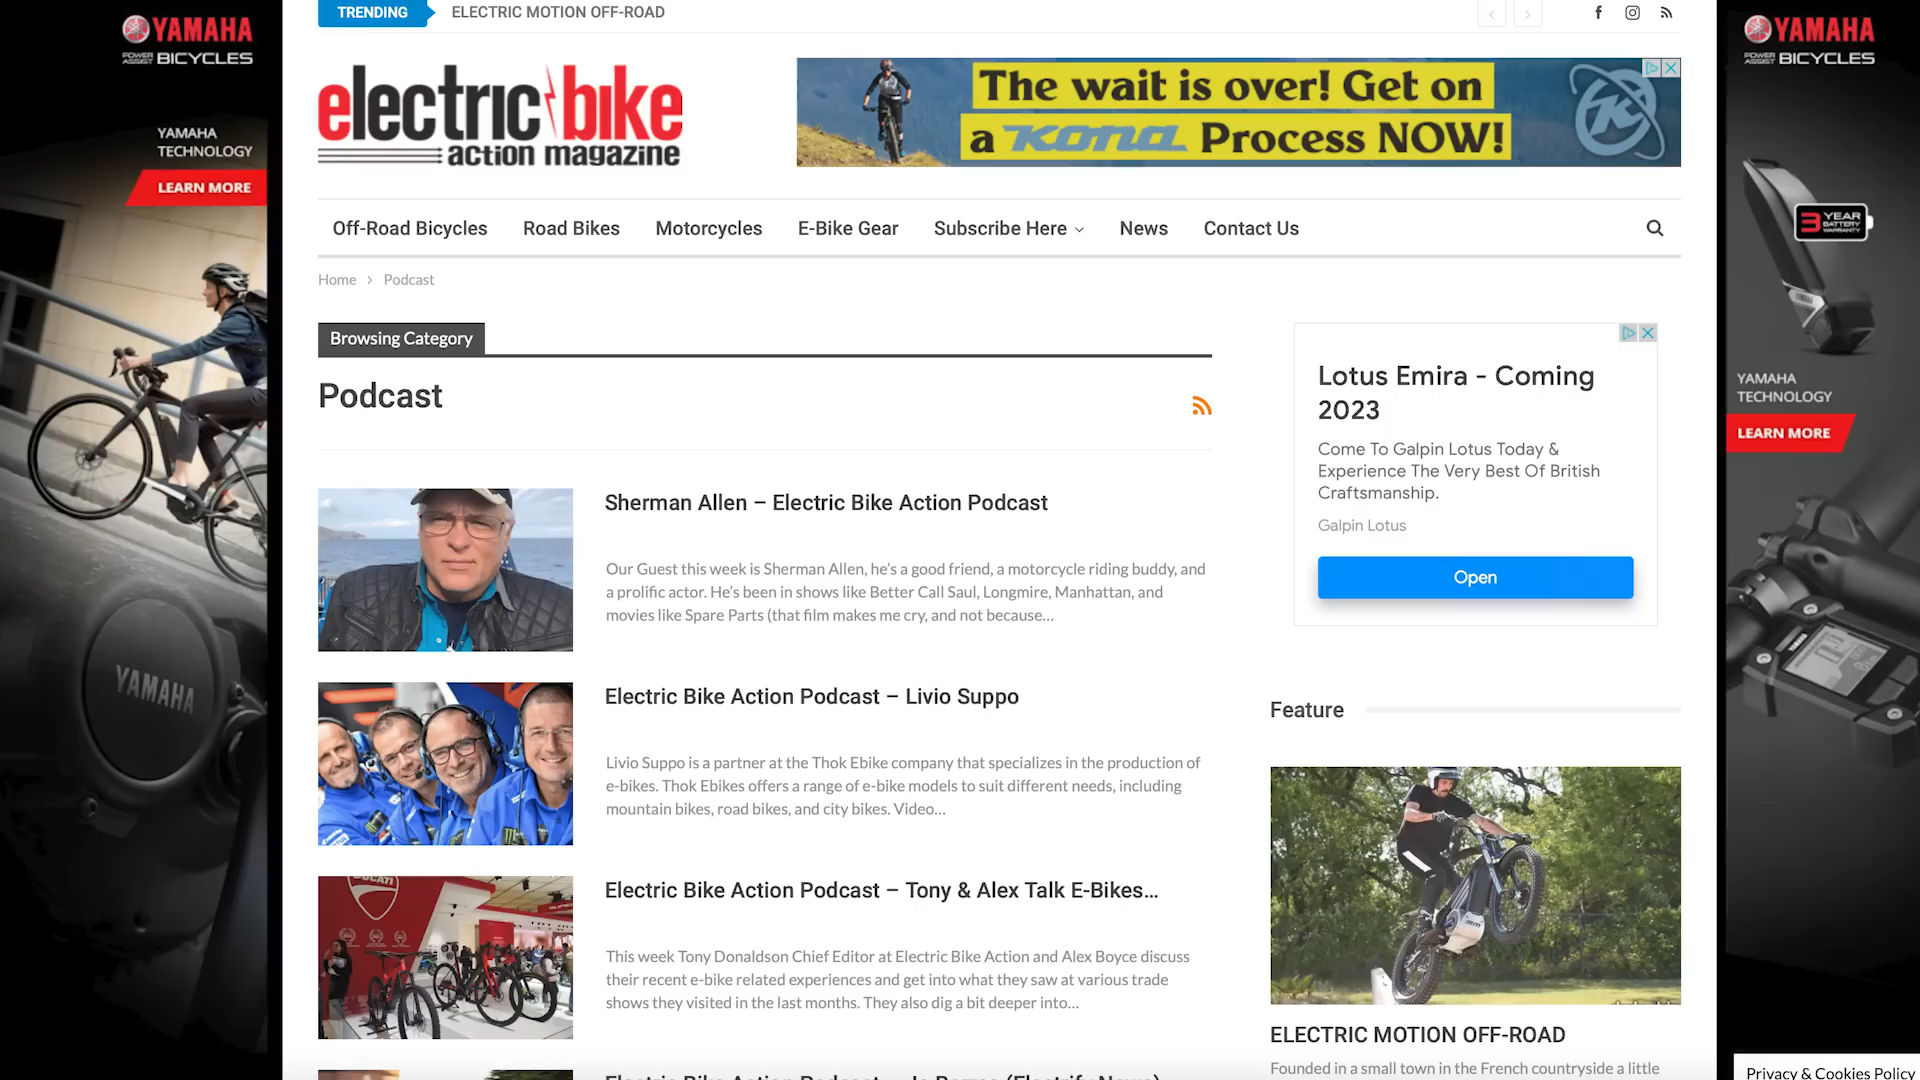 TRENDING
ELECTRIC MOTION OFF-ROAD
YAMAHA
POWER ASSIST BICYCLES
YAMAHA
TECHNOLOGY
LEARN MORE
YAMAHA
electric bike
action magazine
The wait is over! Get on
a KONA Process NOW!
YAMAHA
POWER ASSIST BICYCLES
3 YEAR
BATTERY
WARRANTY
YAMAHA
TECHNOLOGY
LEARN MORE
YAMAHA
Off-Road Bicycles
Road Bikes
Motorcycles
E-Bike Gear
Subscribe Here
News
Contact Us
Home > Podcast
Browsing Category
Podcast
Sherman Allen – Electric Bike Action Podcast
Our Guest this week is Sherman Allen, he's a good friend, a motorcycle riding buddy, and
a prolific actor. He's been in shows like Better Call Saul, Longmire, Manhattan, and
movies like Spare Parts (that film makes me cry, and not because...
Electric Bike Action Podcast – Livio Suppo
Livio Suppo is a partner at the Thok Ebike company that specializes in the production of
e-bikes. Thok Ebikes offers a range of e-bike models to suit different needs, including
mountain bikes, road bikes, and city bikes. Video...
DUCATI
Electric Bike Action Podcast – Tony & Alex Talk E-Bikes...
This week Tony Donaldson Chief Editor at Electric Bike Action and Alex Boyce discuss
their recent e-bike related experiences and get into what they saw at various trade
shows they visited in the last months. They also dig a bit deeper into...
Lotus Emira - Coming
2023
Come To Galpin Lotus Today &
Experience The Very Best Of British
Craftsmanship.
Galpin Lotus
Open
Feature
ELECTRIC MOTION OFF-ROAD
Founded in a small town in the French countryside a little
Privacy & Cookies Policy